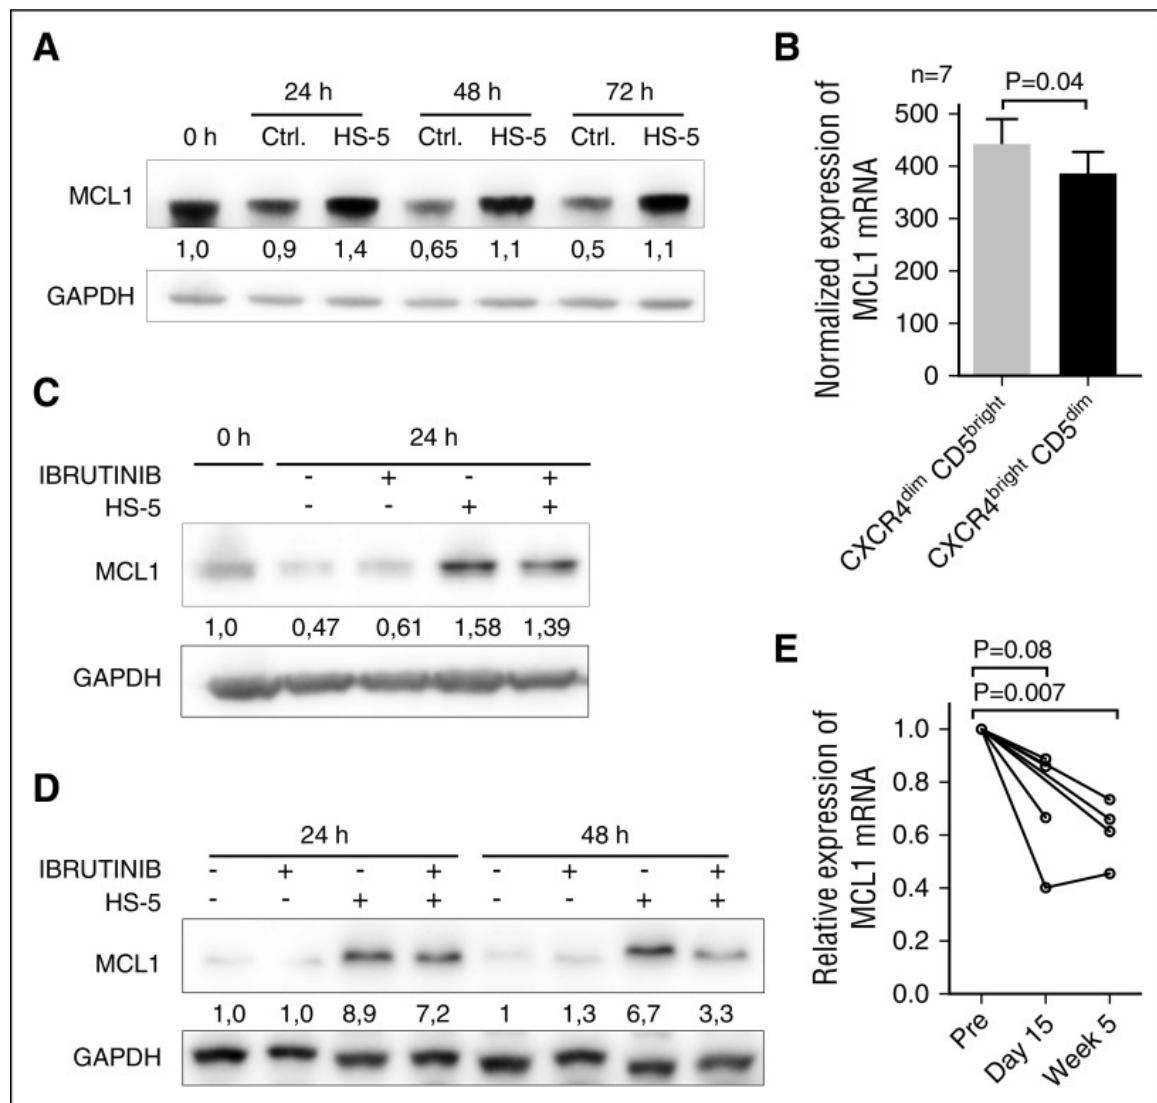 A
24 h 48 h 72 h
0 h Ctrl. HS-5 Ctrl. HS-5 Ctrl. HS-5
MCL1
1,0 0,9 1,4 0,65 1,1 0,5 1,1
GAPDH
B
n=7
P=0.04
Normalized expression of
MCL1 mRNA
500
400
300
200
100
0
CXCR4dim CD5bright
CXCR4bright CD5dim
C
0 h 24 h
IBRUTINIB - + - +
HS-5 - - + +
MCL1
1,0 0,47 0,61 1,58 1,39
GAPDH
D
24 h 48 h
IBRUTINIB - + - + - + - +
HS-5 - - + + - - + +
MCL1
1,0 1,0 8,9 7,2 1 1,3 6,7 3,3
GAPDH
E
P=0.08
P=0.007
Relative expression of
MCL1 mRNA
1.0
0.8
0.6
0.4
0.2
0.0
Pre
Day 15
Week 5